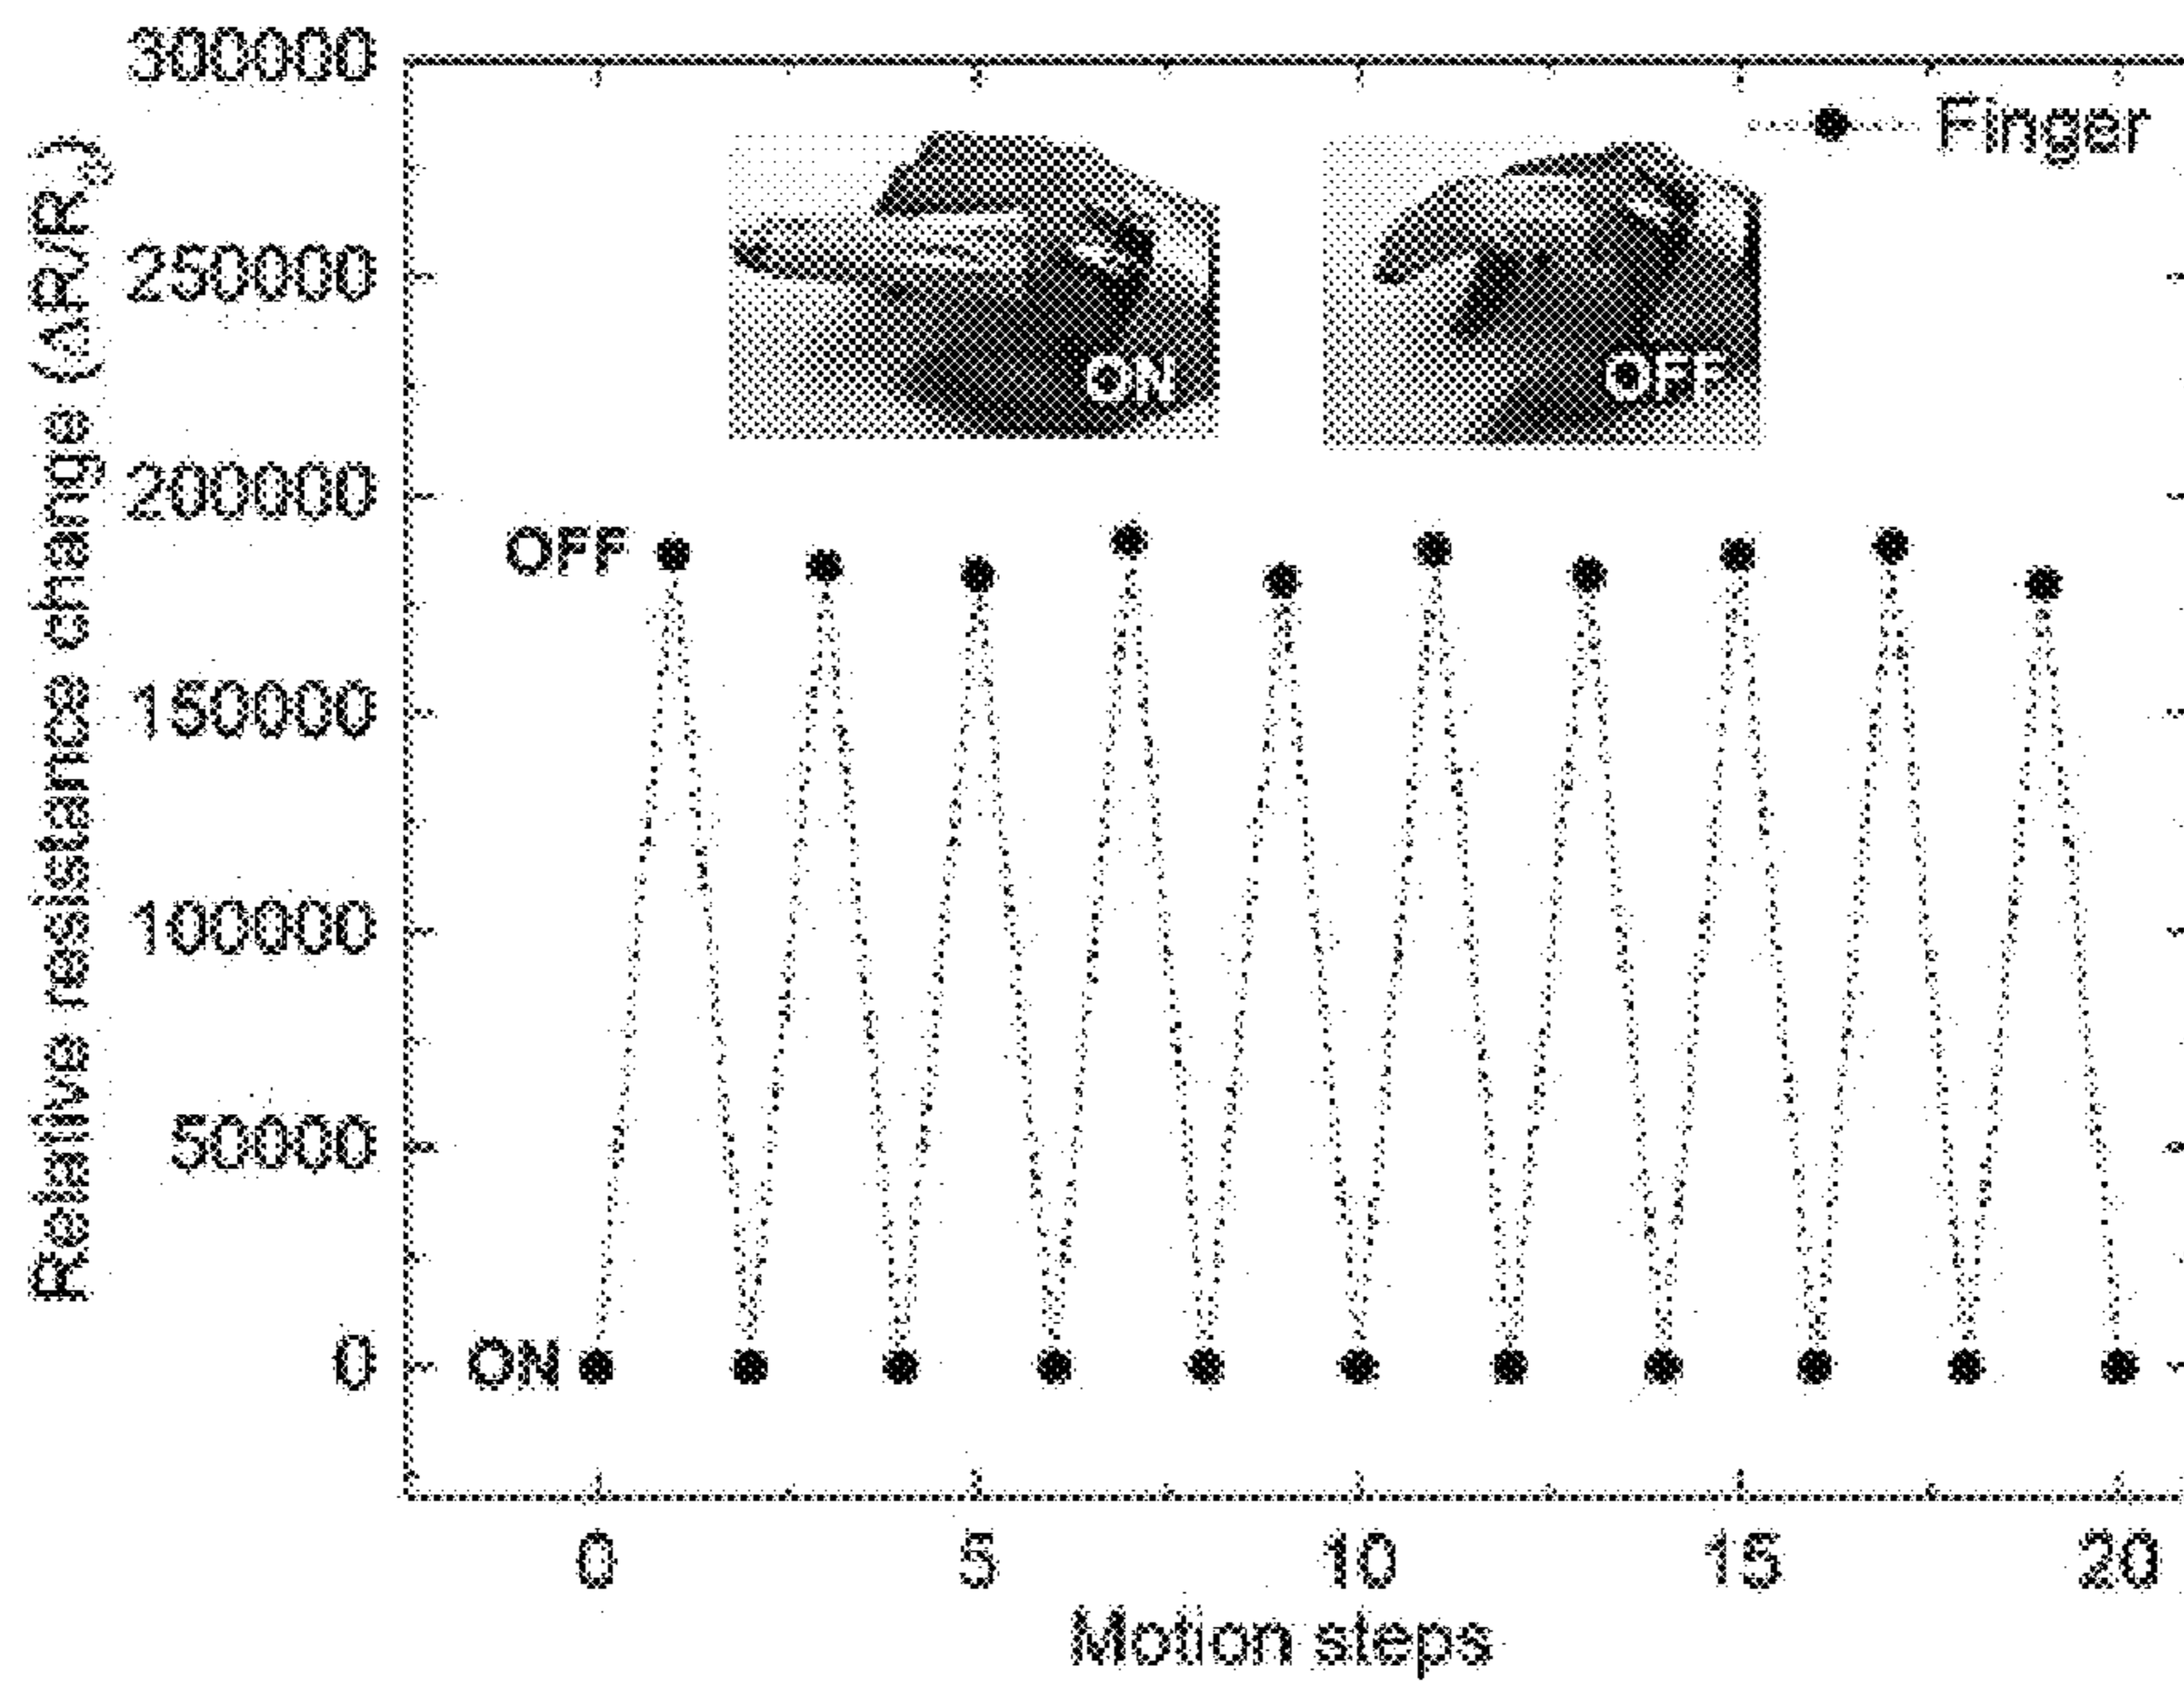 300000
250000
200000
150000
100000
50000
0
Relative resistance change (ΔR/R₀)
Finger
ON
OFF
OFF
ON
0 5 10 15 20
Motion steps